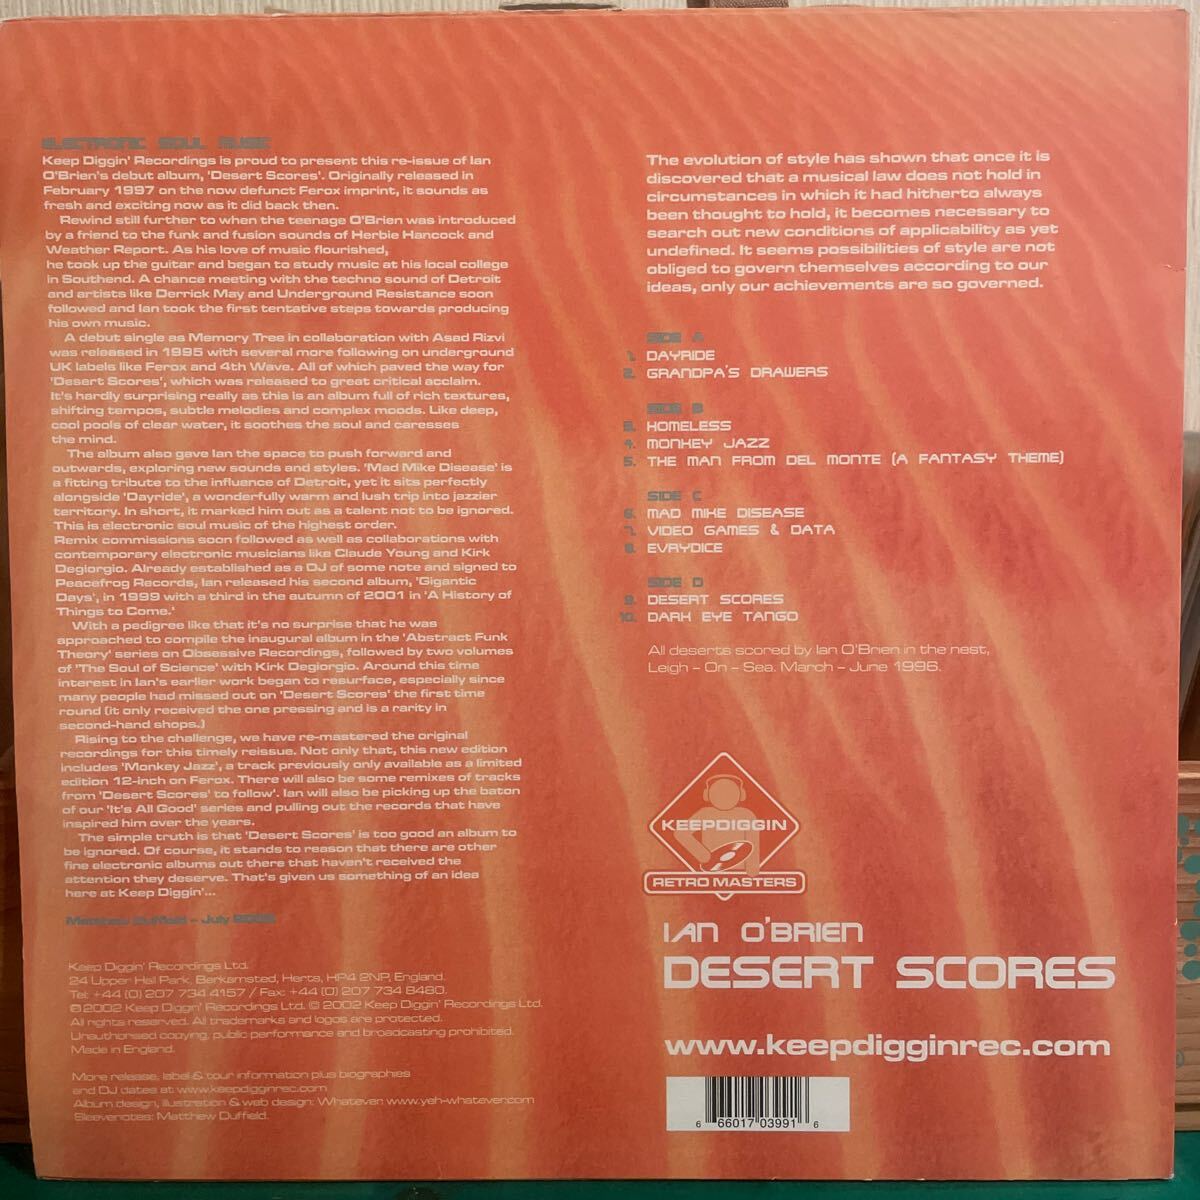 ELECTRONIC SOUL MUSIC
Keep Diggin' Recordings is proud to present this re-issue of Ian
O'Brien's debut album, 'Desert Scores'. Originally released in
February 1997 on the now defunct Ferox imprint, it sounds as
fresh and exciting now as it did back then.
Rewind still further to when the teenage O'Brien was introduced
by a friend to the funk and fusion sounds of Herbie Hancock and
Weather Report. As his love of music flourished,
he took up the guitar and began to study music at his local college
in Southend. A chance meeting with the techno sound of Detroit
and artists like Derrick May and Underground Resistance soon
followed and Ian took the first tentative steps towards producing
his own music.
A debut single as Memory Tree in collaboration with Asad Rizvi
was released in 1995 with several more following on underground
UK labels like Ferox and 4th Wave. All of which paved the way for
'Desert Scores', which was released to great critical acclaim.
It's hardly surprising really as this is an album full of rich textures,
shifting tempos, subtle melodies and complex moods. Like deep,
cool pools of clear water, it soothes the soul and caresses
the mind.
The album also gave Ian the space to push forward and
outwards, exploring new sounds and styles. 'Mad Mike Disease' is
a fitting tribute to the influence of Detroit, yet it sits perfectly
alongside 'Dayride', a wonderfully warm and lush trip into jazzier
territory. In short, it marked him out as a talent not to be ignored.
This is electronic soul music of the highest order.
Remix commissions soon followed as well as collaborations with
contemporary electronic musicians like Claude Young and Kirk
Degiorgio. Already established as a DJ of some note and signed to
Peacefrog Records, Ian released his second album, 'Gigantic
Days', in 1999 with a third in the autumn of 2001 in 'A History of
Things to Come.'
With a pedigree like that it's no surprise that he was
approached to compile the inaugural album in the 'Abstract Funk
Theory' series on Obsessive Recordings, followed by two volumes
of 'The Soul of Science' with Kirk Degiorgio. Around this time
interest in Ian's earlier work began to resurface, especially since
many people had missed out on 'Desert Scores' the first time
round (it only received the one pressing and is a rarity in
second-hand shops.)
Rising to the challenge, we have re-mastered the original
recordings for this timely reissue. Not only that, this new edition
includes 'Monkey Jazz', a track previously only available as a limited
edition 12-inch on Ferox. There will also be some remixes of tracks
from 'Desert Scores' to follow'. Ian will also be picking up the baton
of our 'It's All Good' series and pulling out the records that have
inspired him over the years.
The simple truth is that 'Desert Scores' is too good an album to
be ignored. Of course, it stands to reason that there are other
fine electronic albums out there that haven't received the
attention they deserve. That's given us something of an idea
here at Keep Diggin'...
Matthew Duffield – July 2002
Keep Diggin' Recordings Ltd.
24 Upper Hall Park, Berkamsted, Herts, HP4 2NP, England.
Tel: +44 (0) 207 734 4157 / Fax: +44 (0) 207 734 8480.
℗ 2002 Keep Diggin' Recordings Ltd. © 2002 Keep Diggin' Recordings Ltd.
All rights reserved. All trademarks and logos are protected.
Unauthorised copying, public performance and broadcasting prohibited.
Made in England.
More release, label & tour information plus biographies
and DJ dates at www.keepdigginrec.com
Album design, illustration & web design: Whatever. www.yeh-whatever.com
Sleevenotes: Matthew Duffield.
The evolution of style has shown that once it is
discovered that a musical law does not hold in
circumstances in which it had hitherto always
been thought to hold, it becomes necessary to
search out new conditions of applicability as yet
undefined. It seems possibilities of style are not
obliged to govern themselves according to our
ideas, only our achievements are so governed.
SIDE A
1. DAYRIDE
2. GRANDPA'S DRAWERS
SIDE B
3. HOMELESS
4. MONKEY JAZZ
5. THE MAN FROM DEL MONTE (A FANTASY THEME)
SIDE C
6. MAD MIKE DISEASE
7. VIDEO GAMES & DATA
8. EVRYDICE
SIDE D
9. DESERT SCORES
10. DARK EYE TANGO
All deserts scored by Ian O'Brien in the nest,
Leigh – On – Sea. March – June 1996.
KEEPDIGGIN
RETRO MASTERS
IAN O'BRIEN
DESERT SCORES
www.keepdigginrec.com
6 66017 03991 6